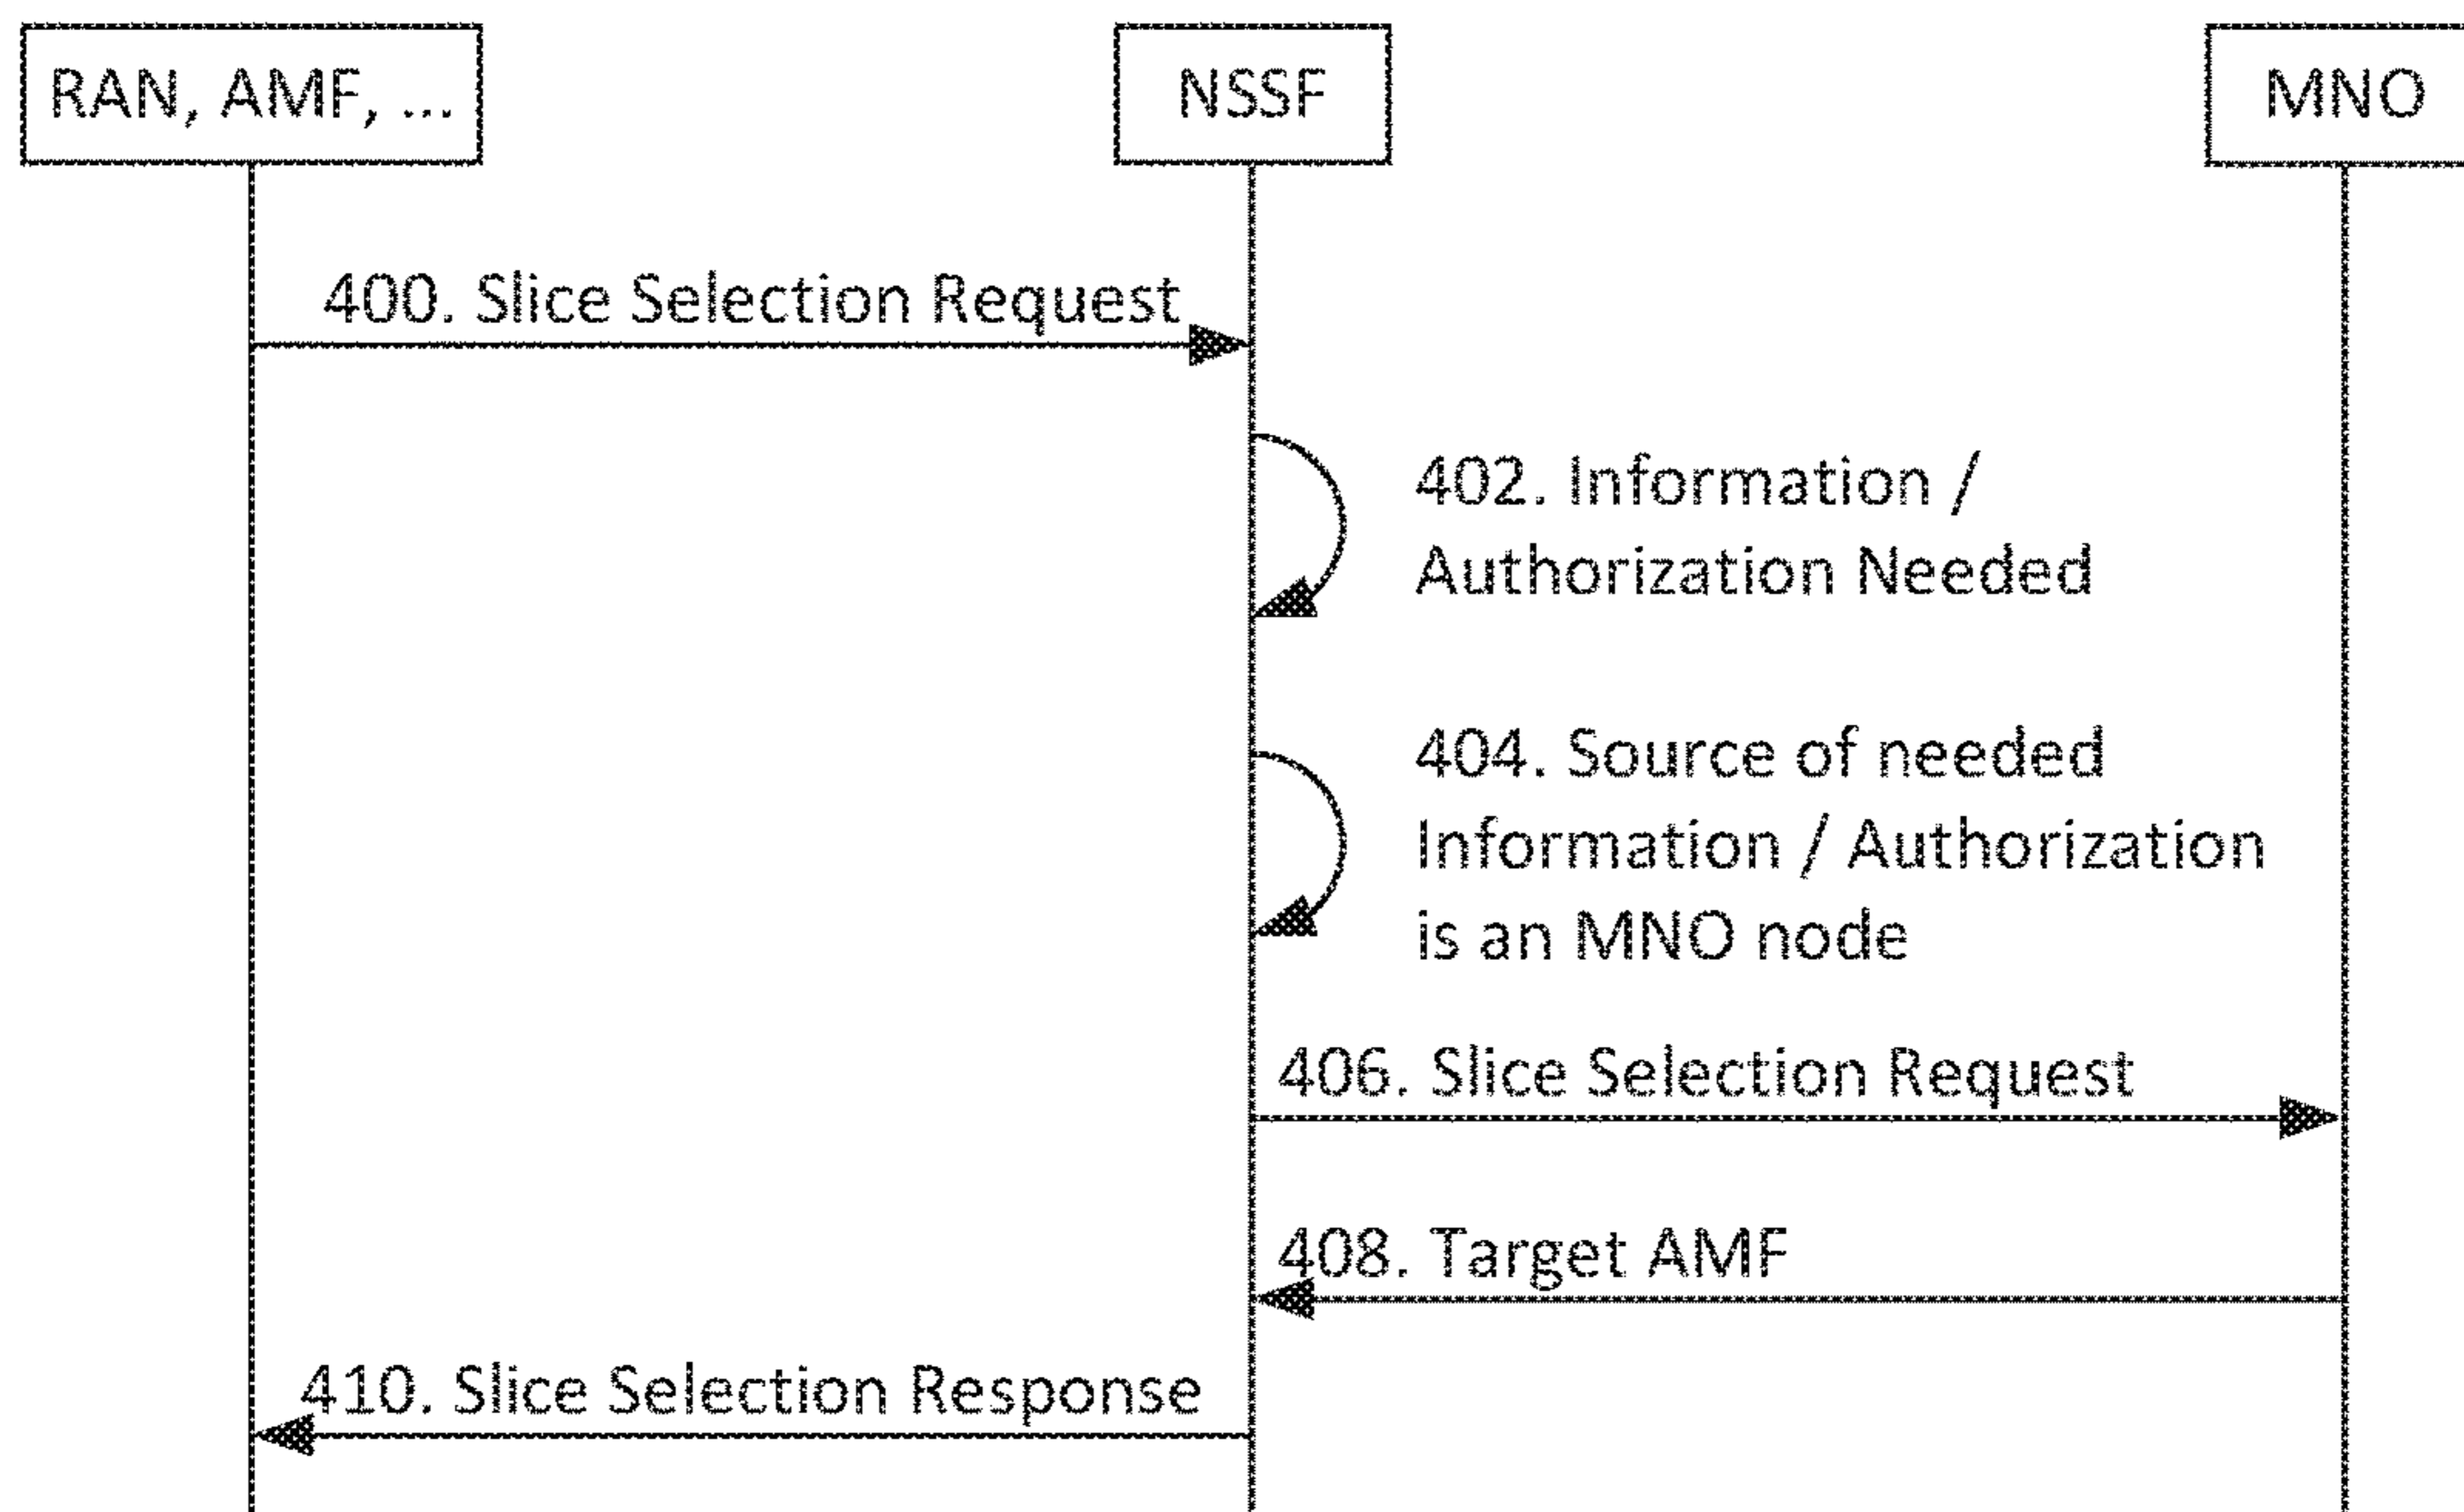 RAN, AMF, ...
NSSF
MNO
400. Slice Selection Request
402. Information /
Authorization Needed
404. Source of needed
Information / Authorization
is an MNO node
406. Slice Selection Request
408. Target AMF
410. Slice Selection Response